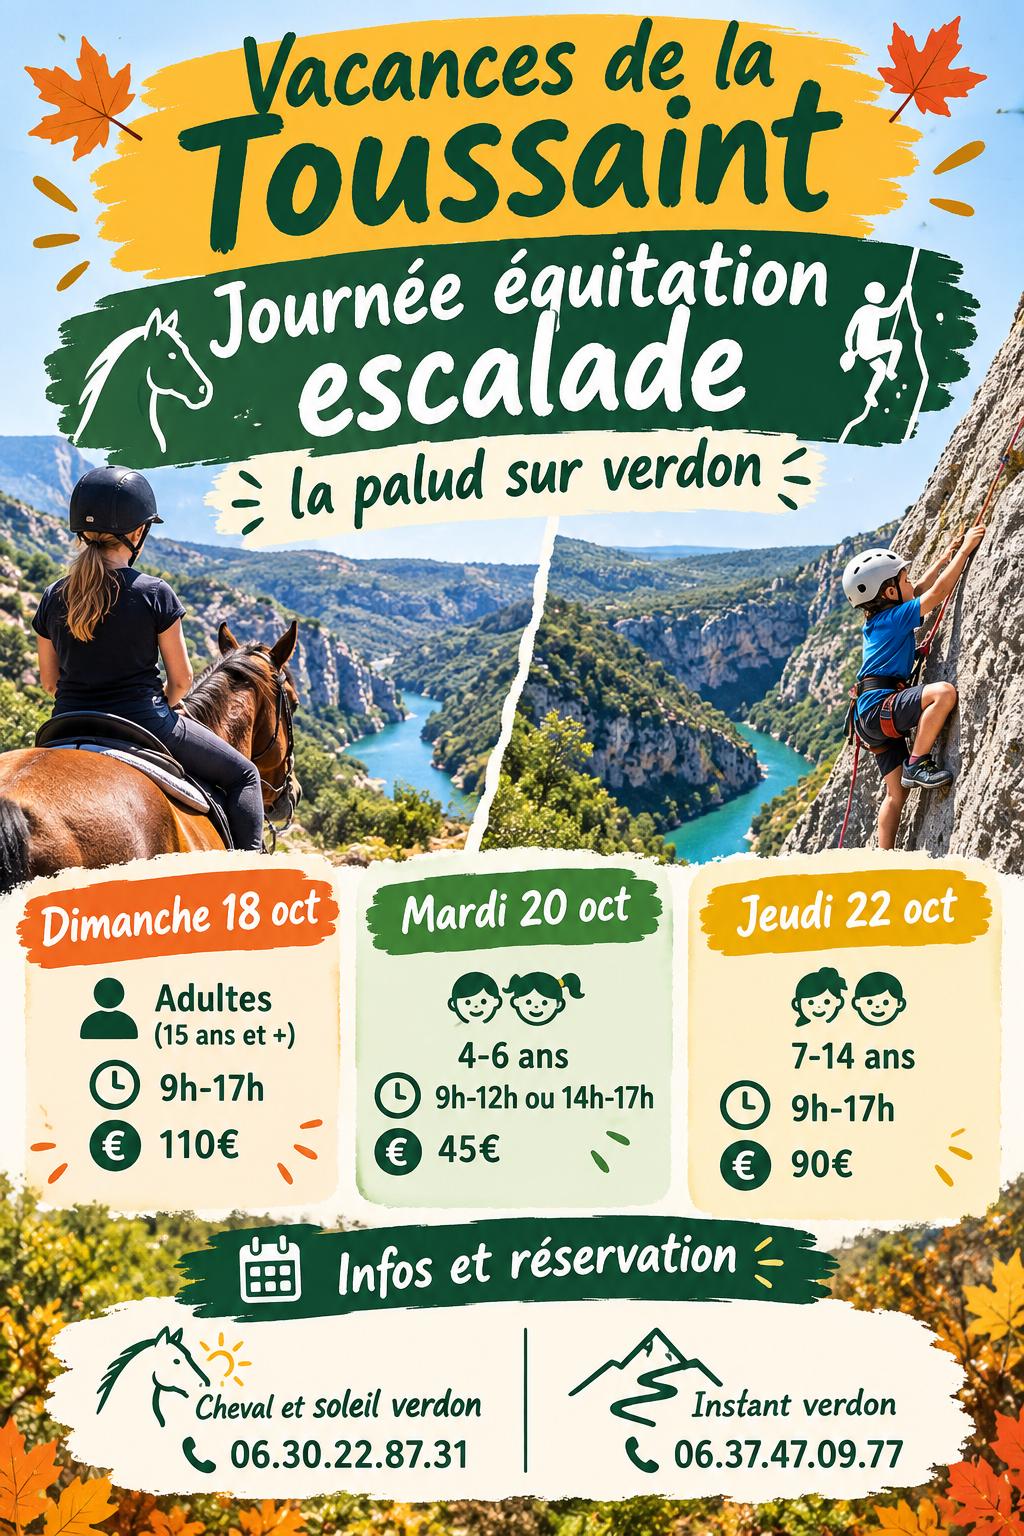 Vacances de la
Toussaint
Journée équitation
escalade
la palud sur verdon
Dimanche 18 oct
Adultes
(15 ans et +)
9h-17h
€ 110€
Mardi 20 oct
4-6 ans
9h-12h ou 14h-17h
€ 45€
Jeudi 22 oct
7-14 ans
9h-17h
€ 90€
Infos et réservation
Cheval et soleil verdon
06.30.22.87.31
Instant verdon
06.37.47.09.77